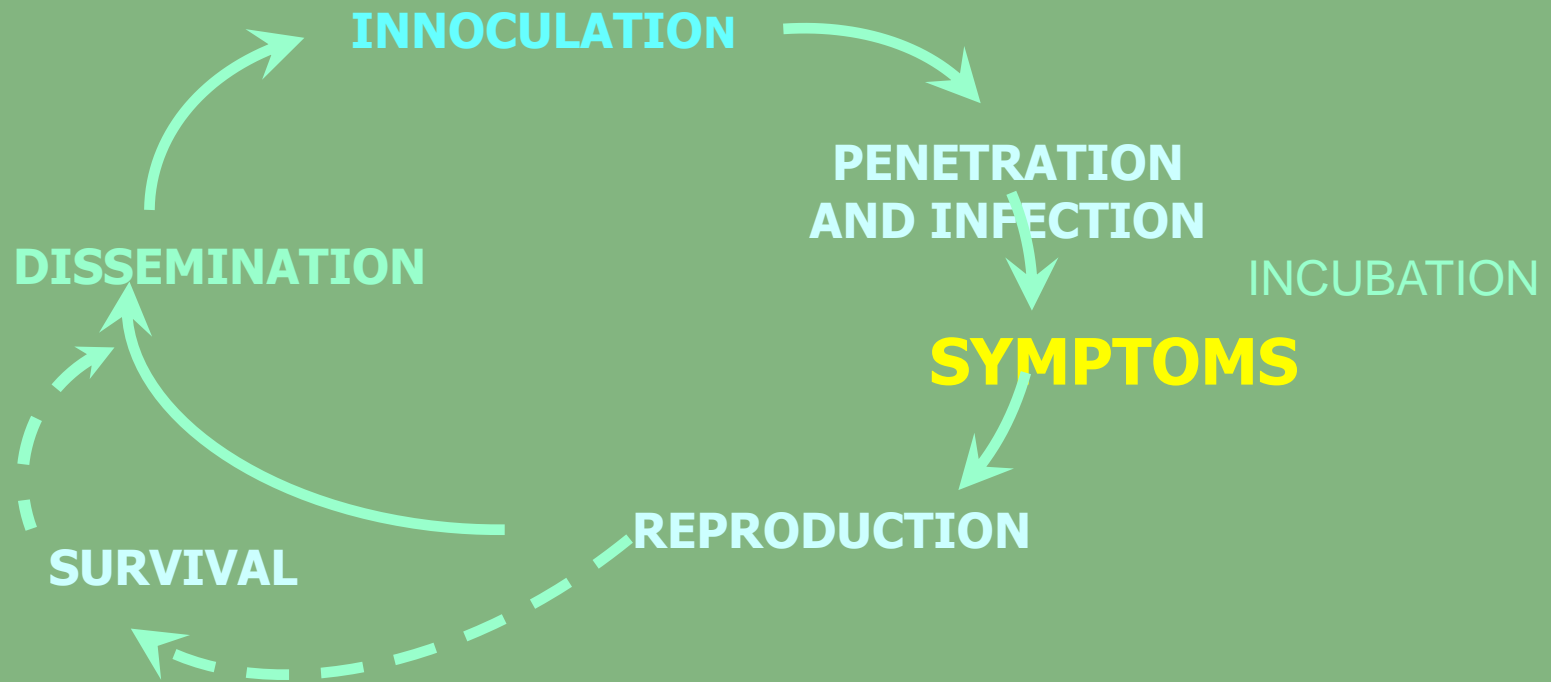 INNOCULATION
PENETRATION
AND INFECTION
DISSEMINATION
INCUBATION
SYMPTOMS
REPRODUCTION
SURVIVAL